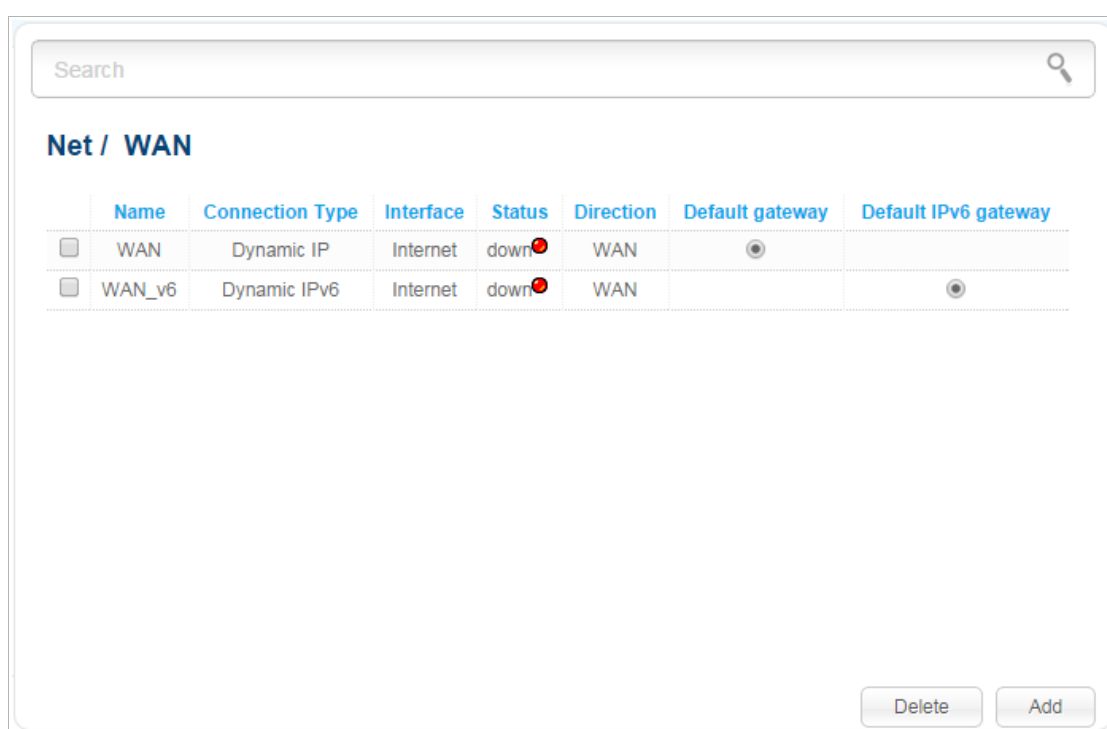 Search
Net / WAN
Name Connection Type Interface Status Direction Default gateway Default IPv6 gateway
WAN Dynamic IP Internet down WAN
WAN_v6 Dynamic IPv6 Internet down WAN
Delete Add